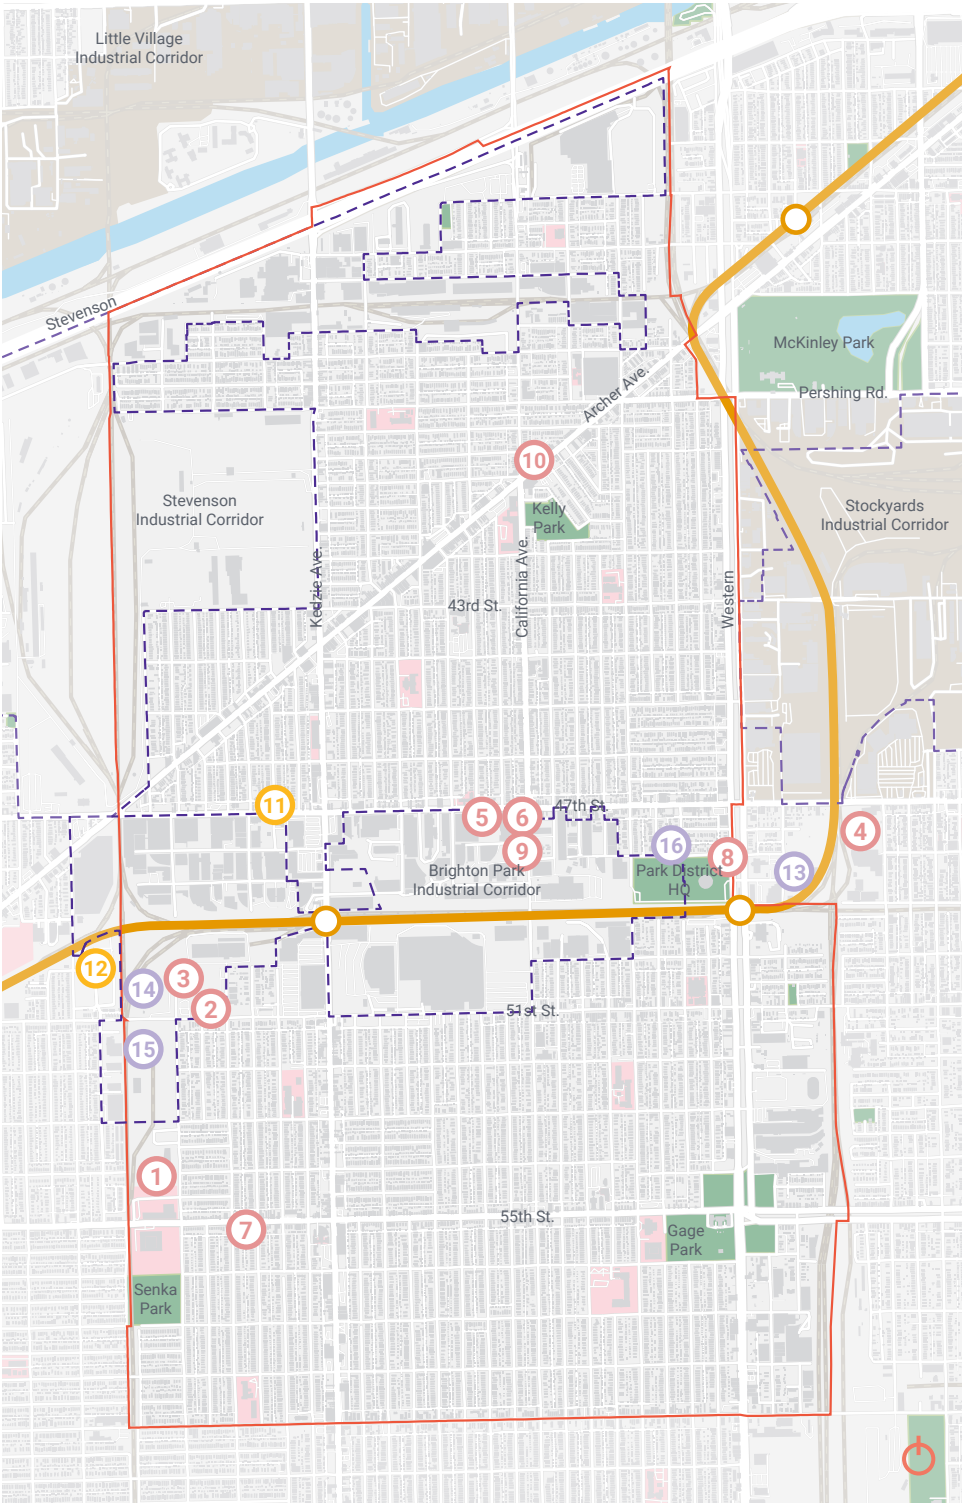 Little Village
Industrial Corridor
Stevenson
McKinley Park
Pershing Rd.
Archer Ave.
10
Kelly
Park
Stevenson
Industrial Corridor
Stockyards
Industrial Corridor
Kedzie Ave.
California Ave.
43rd St.
Western
11
5
6
47th St.
9
16
8
4
13
Brighton Park
Industrial Corridor
Park District
HQ
12
14
3
2
51st St.
15
1
7
55th St.
Gage
Park
Senka
Park